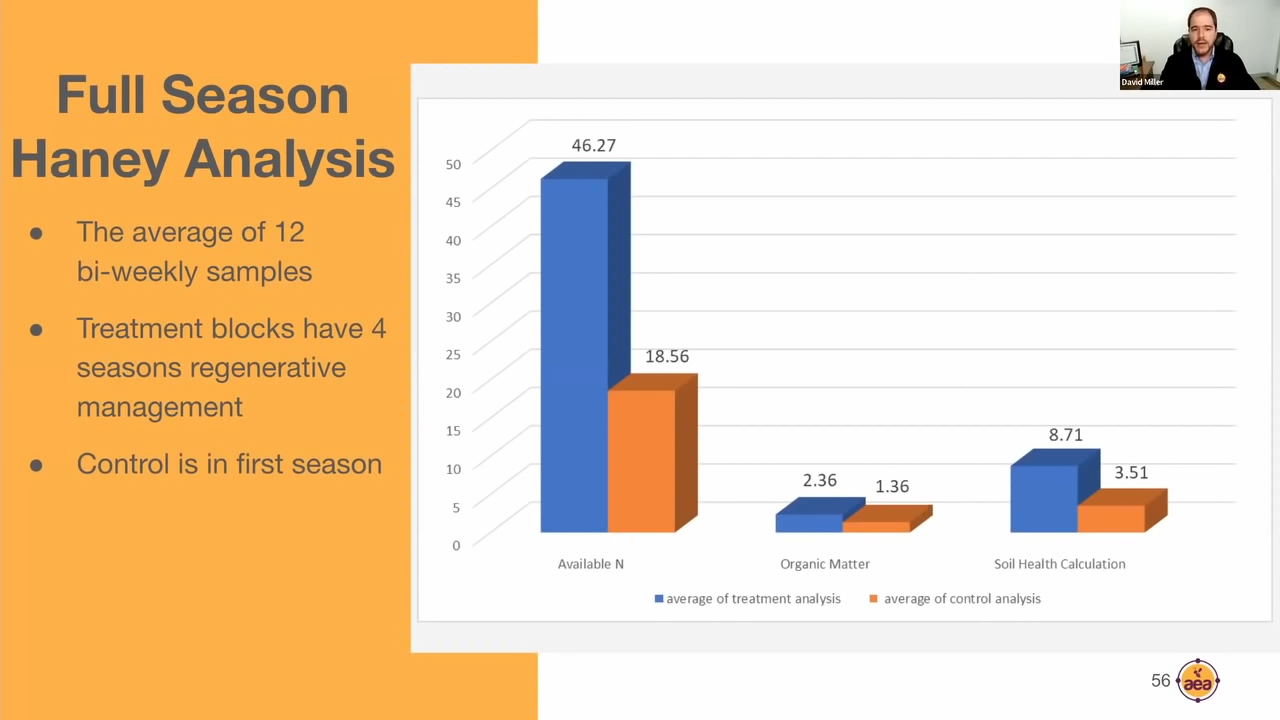 Full Season
Haney Analysis
● The average of 12
bi-weekly samples
● Treatment blocks have 4
seasons regenerative
management
● Control is in first season
David Miller
50
45
40
35
30
25
20
15
10
5
0
46.27
18.56
2.36
1.36
8.71
3.51
Available N
Organic Matter
Soil Health Calculation
average of treatment analysis
average of control analysis
56
aea